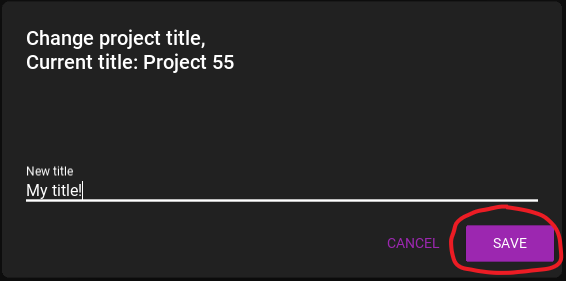 Change project title,
Current title: Project 55
New title
My title!
CANCEL SAVE